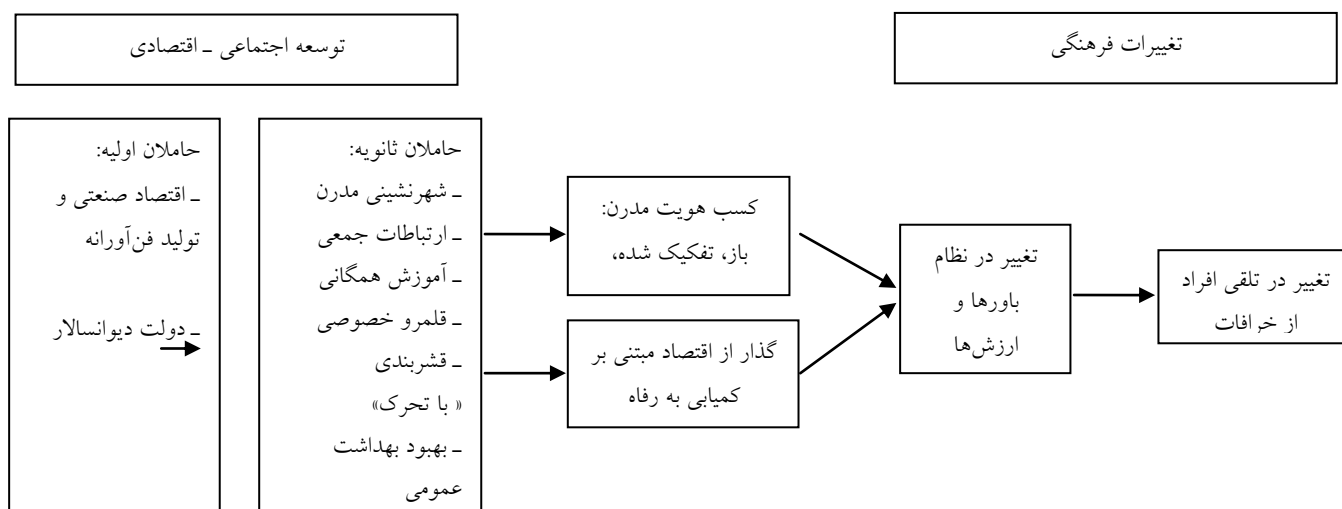 توسعه اجتماعی ـ اقتصادی
تغییرات فرهنگی
حاملان اولیه:
ـ اقتصاد صنعتی و
تولید فن‌آورانه
ـ دولت دیوانسالار
حاملان ثانویه:
ـ شهرنشینی مدرن
ـ ارتباطات جمعی
ـ آموزش همگانی
ـ قلمرو خصوصی
ـ قشربندی
« با تحرک»
ـ بهبود بهداشت
عمومی
کسب هویت مدرن:
باز، تفکیک شده،
گذار از اقتصاد مبتنی بر
کمیابی به رفاه
تغییر در نظام
باورها و
ارزش‌ها
تغییر در تلقی افراد
از خرافات